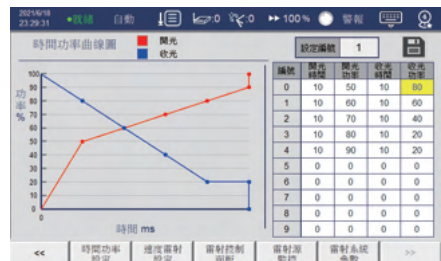 2021/6/18
23:29:31
●就緒 自動 :0 :0 ▸▸ 100% 警報
時間功率曲線圖
開光
收光
設定編號 1
功率%
100
90
80
70
60
50
40
30
20
10
0
0
時間 ms
編號 開光時間 開光功率 收光時間 收光功率
0 10 50 10 80
1 10 60 10 60
2 10 70 10 40
3 10 80 10 20
4 10 90 10 20
5 0 0 0 0
6 0 0 0 0
7 0 0 0 0
8 0 0 0 0
9 0 0 0 0
<< 時間功率設定 速度雷射設定 雷射控制面板 雷射源監控 雷射系統參數 >>